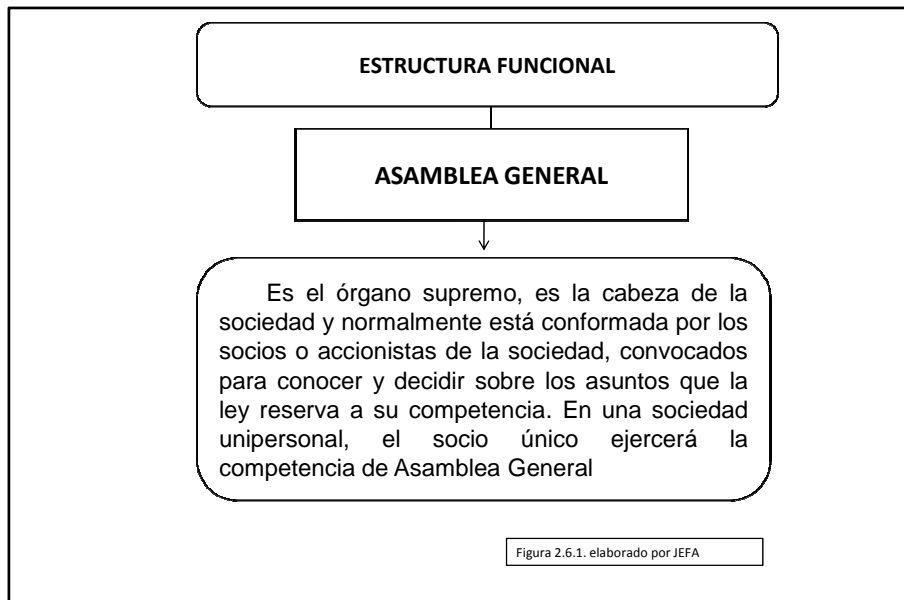 ESTRUCTURA FUNCIONAL
ASAMBLEA GENERAL
Es el órgano supremo, es la cabeza de la
sociedad y normalmente está conformada por los
socios o accionistas de la sociedad, convocados
para conocer y decidir sobre los asuntos que la
ley reserva a su competencia. En una sociedad
unipersonal, el socio único ejercerá la
competencia de Asamblea General
Figura 2.6.1. elaborado por JEFA